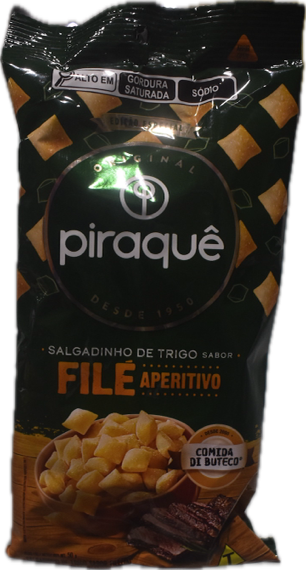 ALTO EM
GORDURA
SATURADA
SÓDIO
ORIGINAL
piraquê
DESDE 1950
SALGADINHO DE TRIGO SABOR
FILÉ APERITIVO
COMIDA
DI BUTECO